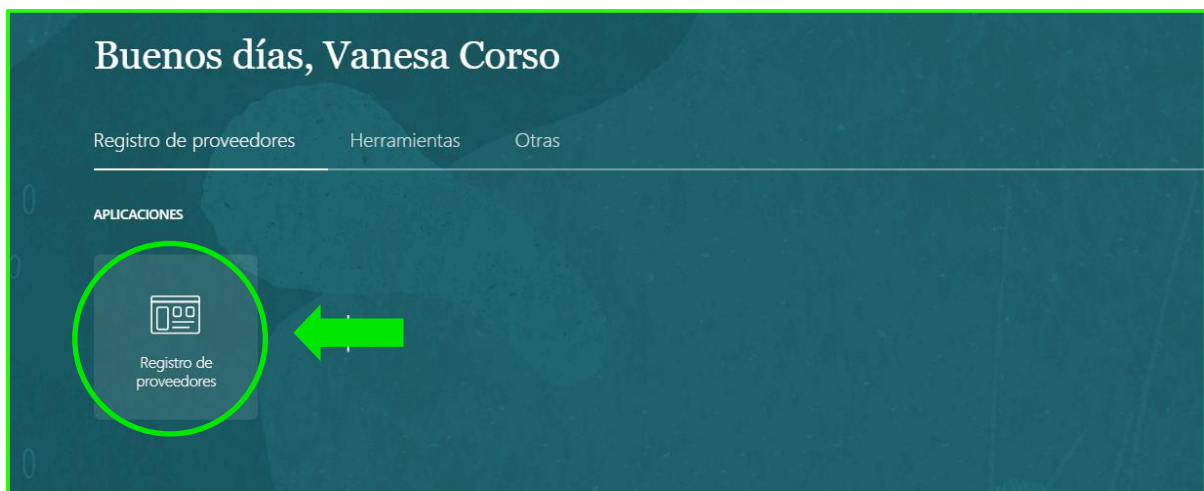 Buenos días, Vanesa Corso
Registro de proveedores Herramientas Otras
APLICACIONES
Registro de
proveedores